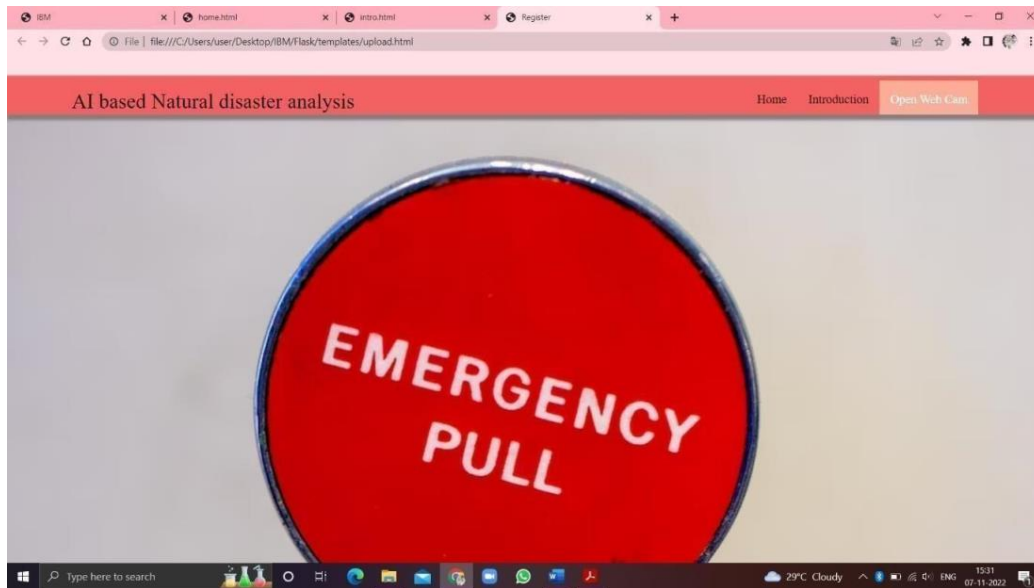 IBM
home.html
intro.html
Register
File | file:///C:/Users/user/Desktop/IBM/Flask/templates/upload.html
AI based Natural disaster analysis
Home Introduction Open Web Cam
EMERGENCY
PULL
Type here to search
29°C Cloudy
ENG
15:31
07-11-2022